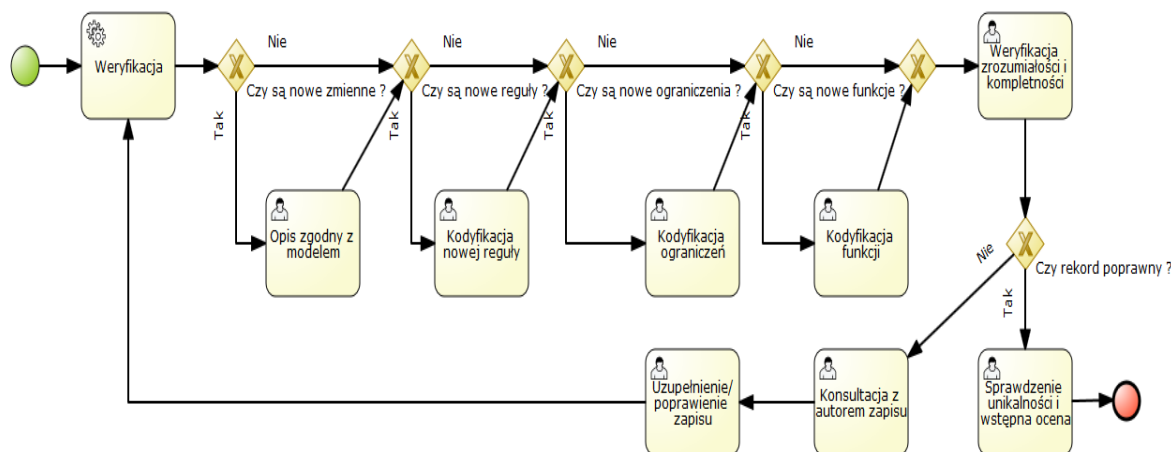 Weryfikacja
Nie
Czy są nowe zmienne ?
Tak
Opis zgodny z
modelem
Nie
Czy są nowe reguły ?
Tak
Kodyfikacja
nowej reguły
Nie
Czy są nowe ograniczenia ?
Tak
Kodyfikacja
ograniczeń
Nie
Czy są nowe funkcje ?
Tak
Kodyfikacja
funkcji
Weryfikacja
zrozumiałości i
kompletności
Czy rekord poprawny ?
Nie
Tak
Konsultacja z
autorem zapisu
Uzupełnienie/
poprawienie
zapisu
Sprawdzenie
unikalności i
wstępna ocena